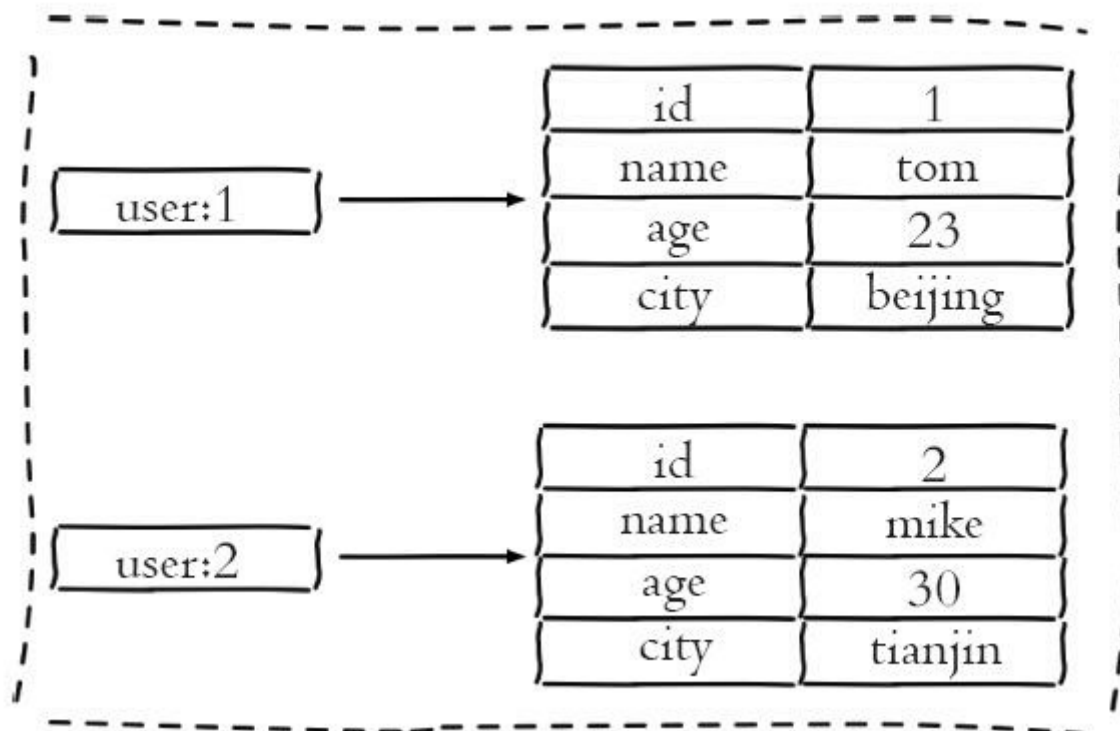 user:1
id 1
name tom
age 23
city beijing
user:2
id 2
name mike
age 30
city tianjin